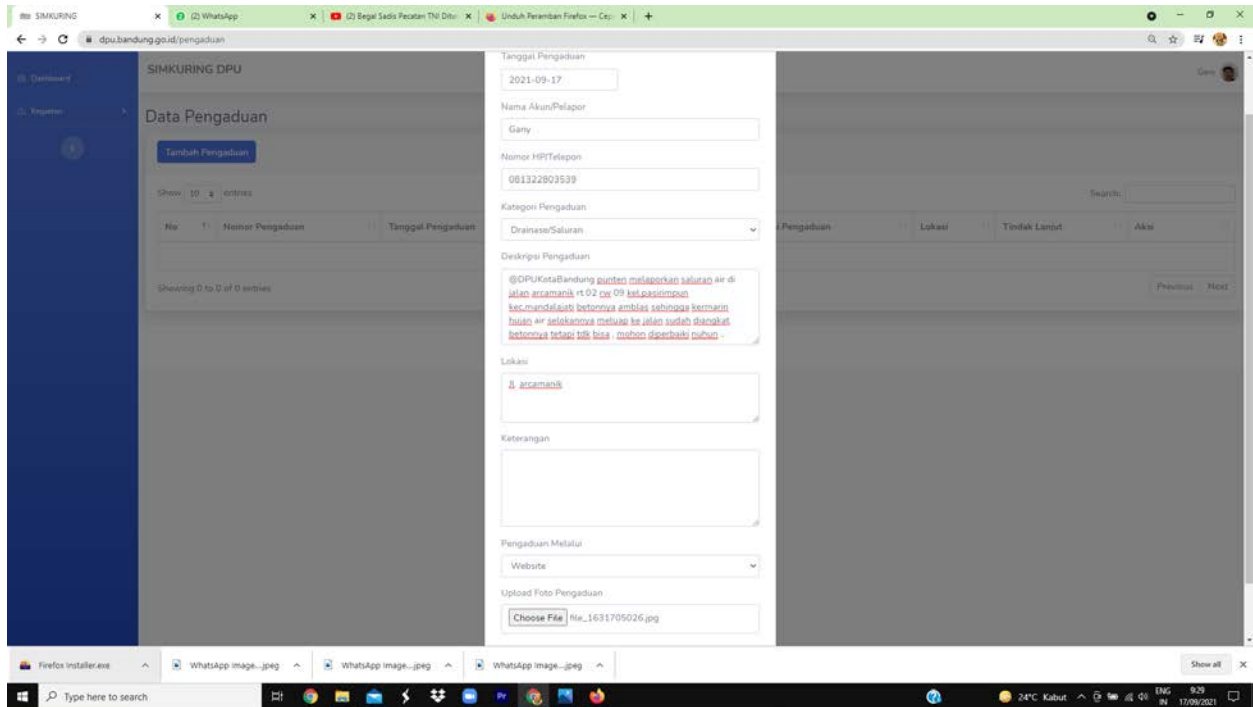 SIMKURING
(2) WhatsApp
(2) Begal Sadis Pecatan TNI Ditu
Unduh Peramban Firefox — Cep
dpu.bandung.go.id/pengaduan
SIMKURING DPU
Gany
Dashboard
Kegiatan
Data Pengaduan
Tambah Pengaduan
Show 10 entries
Search:
No
Nomor Pengaduan
Tanggal Pengaduan
Pengaduan
Lokasi
Tindak Lanjut
Aksi
Showing 0 to 0 of 0 entries
Previous
Next
Tanggal Pengaduan
2021-09-17
Nama Akun/Pelapor
Gany
Nomor HP/Telepon
081322803539
Kategori Pengaduan
Drainase/Saluran
Deskripsi Pengaduan
@DPUKotaBandung punten melaporkan saluran air di
jalan arcamanik rt 02 rw 09 kel.pasirimpun
kec.mandalajati betonnya amblas sehingga kermarin
hujan air selokannya meluap ke jalan sudah diangkat
betonnya tetapi tdk bisa , mohon diperbaiki nuhun .
Lokasi
Jl. arcamanik
Keterangan
Pengaduan Melalui
Website
Upload Foto Pengaduan
Choose File file_1631705026.jpg
Firefox Installer.exe
WhatsApp Image...jpeg
WhatsApp Image...jpeg
WhatsApp Image...jpeg
Show all
Type here to search
24°C Kabut
ENG
IN
9:29
17/09/2021